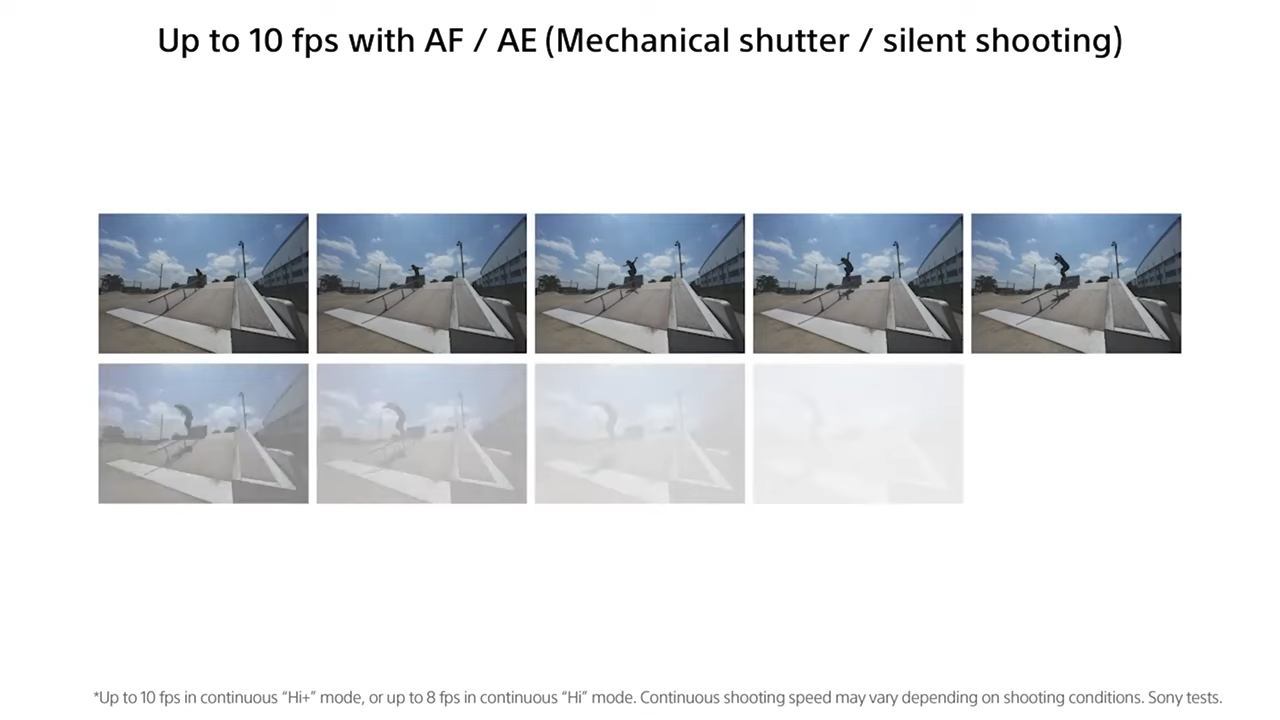 Up to 10 fps with AF / AE (Mechanical shutter / silent shooting)
*Up to 10 fps in continuous “Hi+” mode, or up to 8 fps in continuous “Hi” mode. Continuous shooting speed may vary depending on shooting conditions. Sony tests.